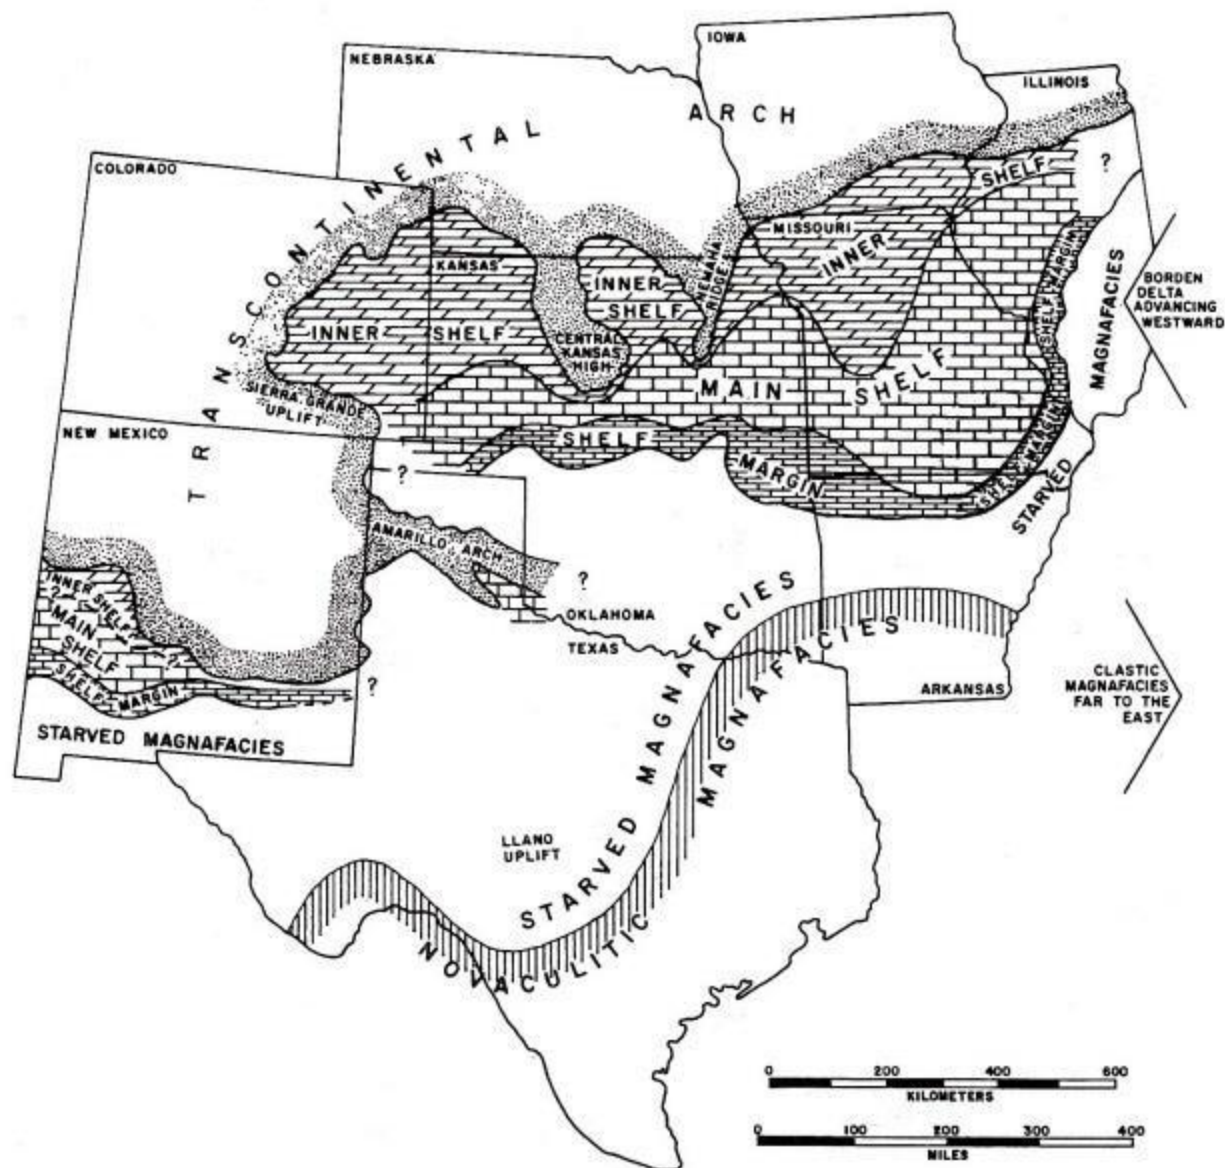 IOWA
NEBRASKA
ILLINOIS
ARCH
TRANSCONTINENTAL
COLORADO
?
SHELF
MISSOURI
INNER
KANSAS
INNER
SHELF
NEMAHA
RIDGE
SHELF MARGIN
MAGNAFACIES
BORDEN
DELTA
ADVANCING
WESTWARD
INNER SHELF
CENTRAL
KANSAS
HIGH
MAIN SHELF
SIERRA GRANDE
UPLIFT
NEW MEXICO
SHELF
MARGIN
SHELF MARGIN
STARVED
?
AMARILLO ARCH
?
OKLAHOMA
TEXAS
INNER SHELF
?
MAIN
SHELF
?
SHELF MARGIN
?
STARVED MAGNAFACIES
STARVED MAGNAFACIES
NOVACULITIC MAGNAFACIES
ARKANSAS
CLASTIC
MAGNAFACIES
FAR TO THE
EAST
LLANO
UPLIFT
0 200 400 600
KILOMETERS
0 100 200 300 400
MILES